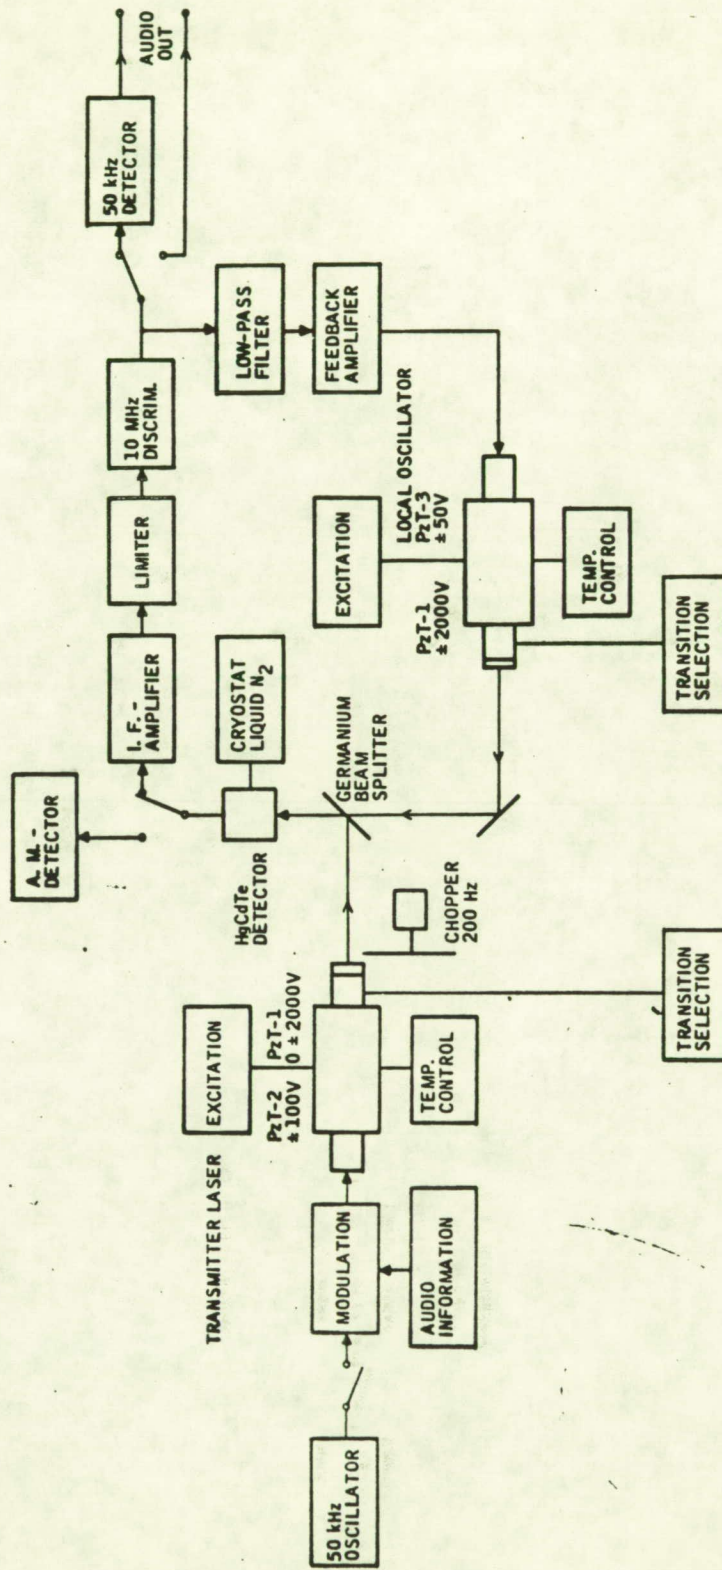 50 kHz
OSCILLATOR
MODULATION
AUDIO
INFORMATION
TRANSMITTER LASER
EXCITATION
PzT-2
±100V
PzT-1
0 ± 2000V
TEMP.
CONTROL
TRANSITION
SELECTION
CHOPPER
200 Hz
A. M. -
DETECTOR
HgCdTe
DETECTOR
CRYOSTAT
LIQUID N2
GERMANIUM
BEAM
SPLITTER
I. F. -
AMPLIFIER
LIMITER
10 MHz
DISCRIM.
50 kHz
DETECTOR
AUDIO
OUT
LOW-PASS
FILTER
FEEDBACK
AMPLIFIER
EXCITATION
LOCAL OSCILLATOR
PzT-1
±2000V
PzT-3
±50V
TEMP.
CONTROL
TRANSITION
SELECTION